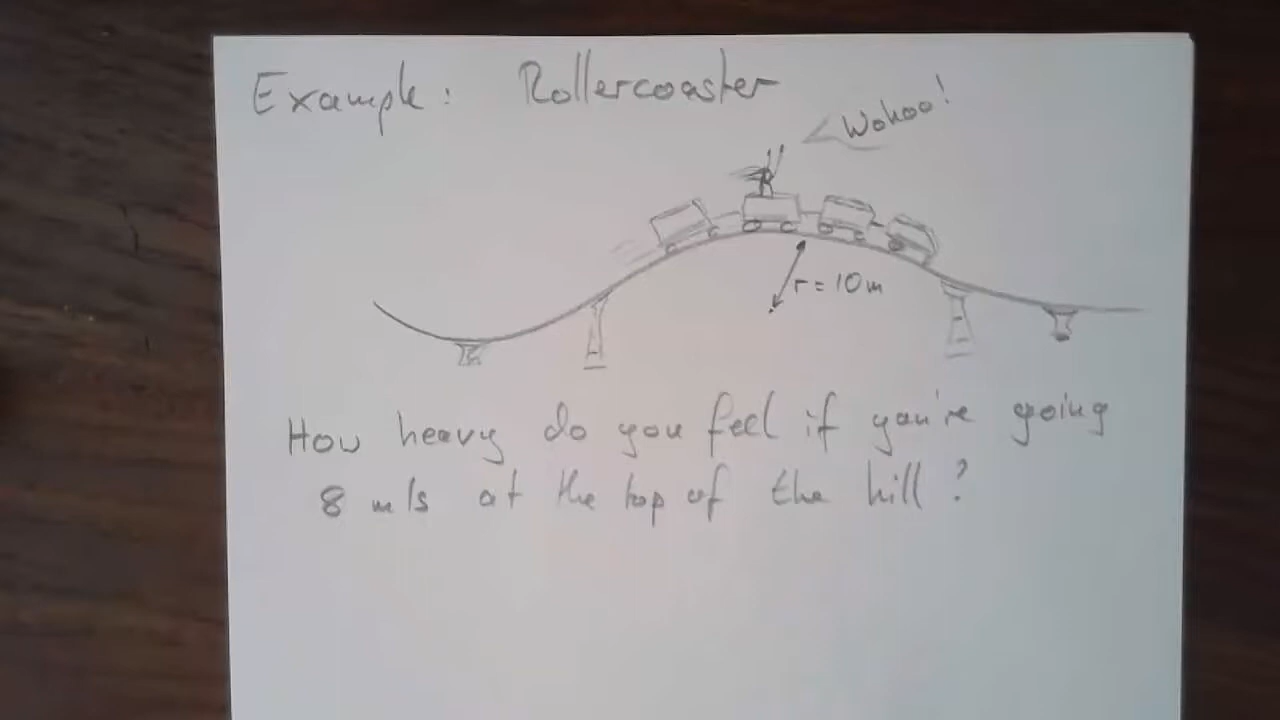 Example: Rollercoaster
Wohoo!
r = 10m
How heavy do you feel if you're going
8 m/s at the top of the hill?